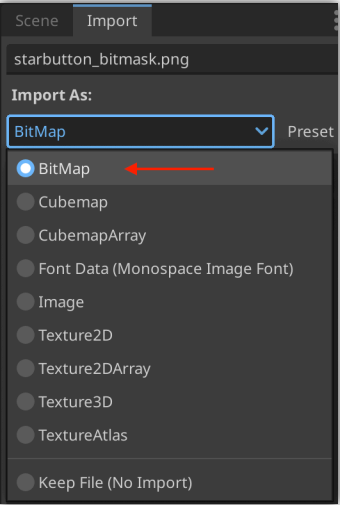 Scene Import
starbutton_bitmask.png
Import As:
BitMap Preset
BitMap
Cubemap
CubemapArray
Font Data (Monospace Image Font)
Image
Texture2D
Texture2DArray
Texture3D
TextureAtlas
Keep File (No Import)